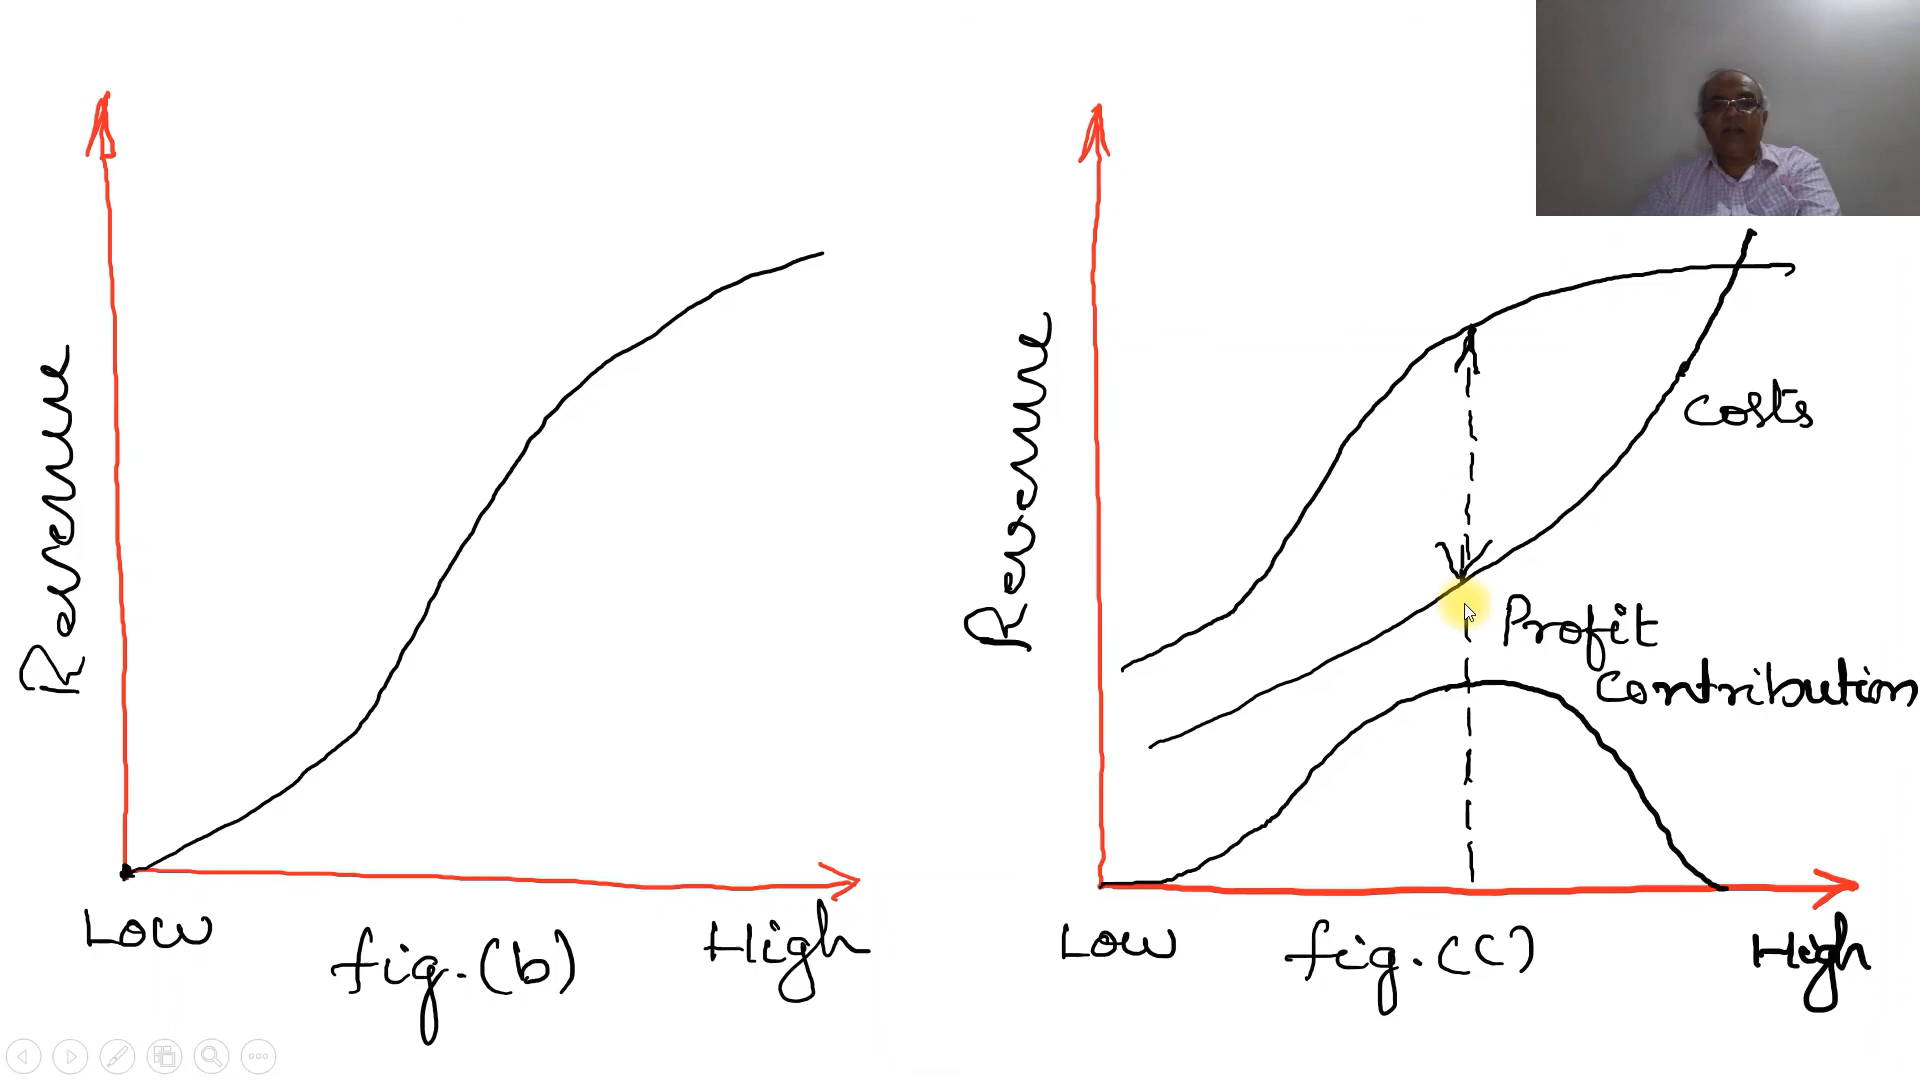 Revenue
Low
fig.(b)
High
Revenue
costs
Profit
contribution
Low
fig.(c)
High